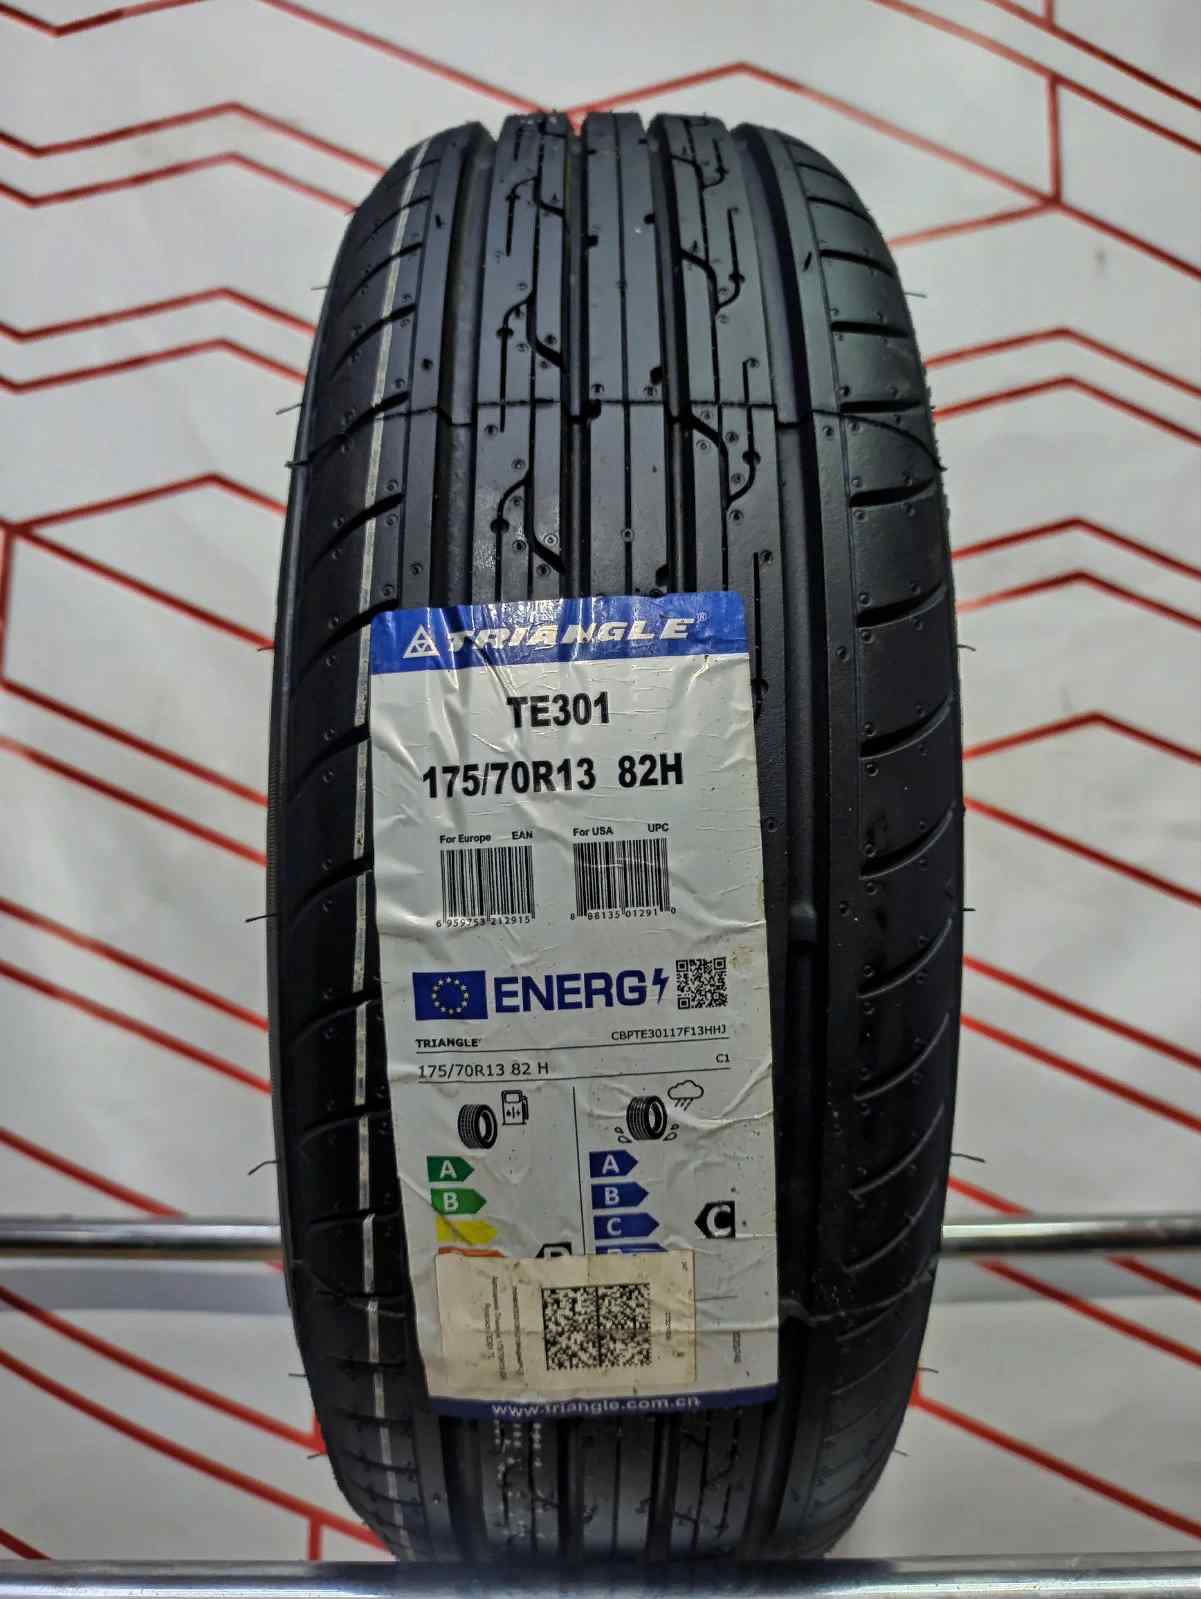 TRIANGLE®
TE301
175/70R13 82H
For Europe EAN For USA UPC
6 959753 212915 8 86135 01291 0
ENERG
TRIANGLE CBPTE30117F13HHJ
175/70R13 82 H C1
A A
B B
C C
www.triangle.com.cn